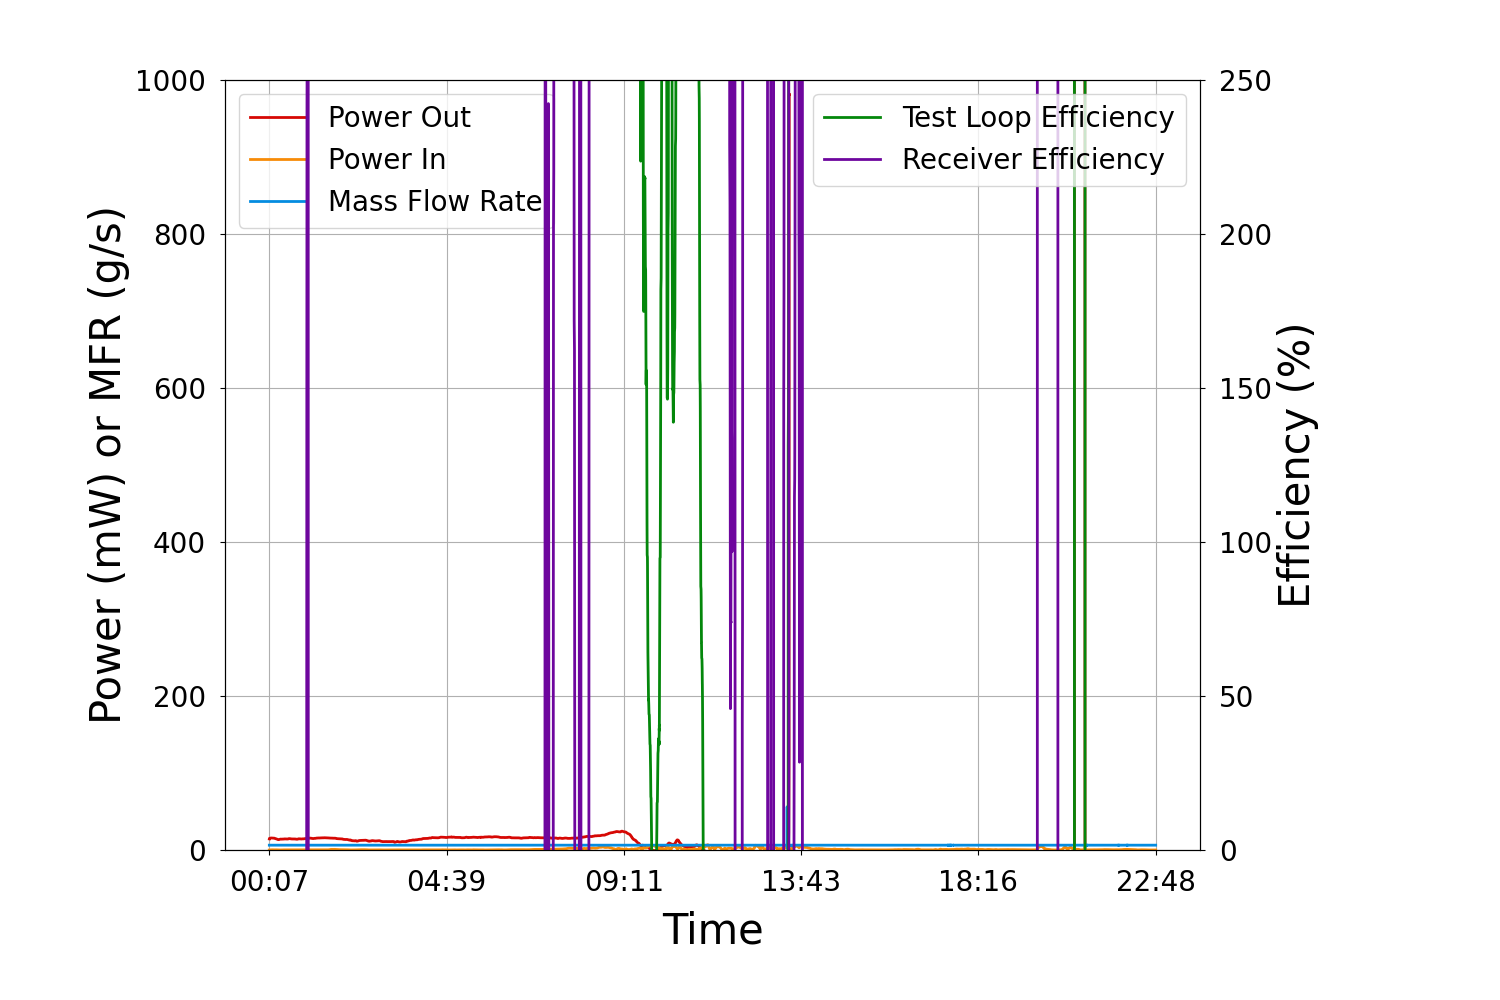 1000
800
600
400
200
0
Power (mW) or MFR (g/s)
Power Out
Power In
Mass Flow Rate
Test Loop Efficiency
Receiver Efficiency
250
200
150
100
50
0
Efficiency (%)
00:07 04:39 09:11 13:43 18:16 22:48
Time